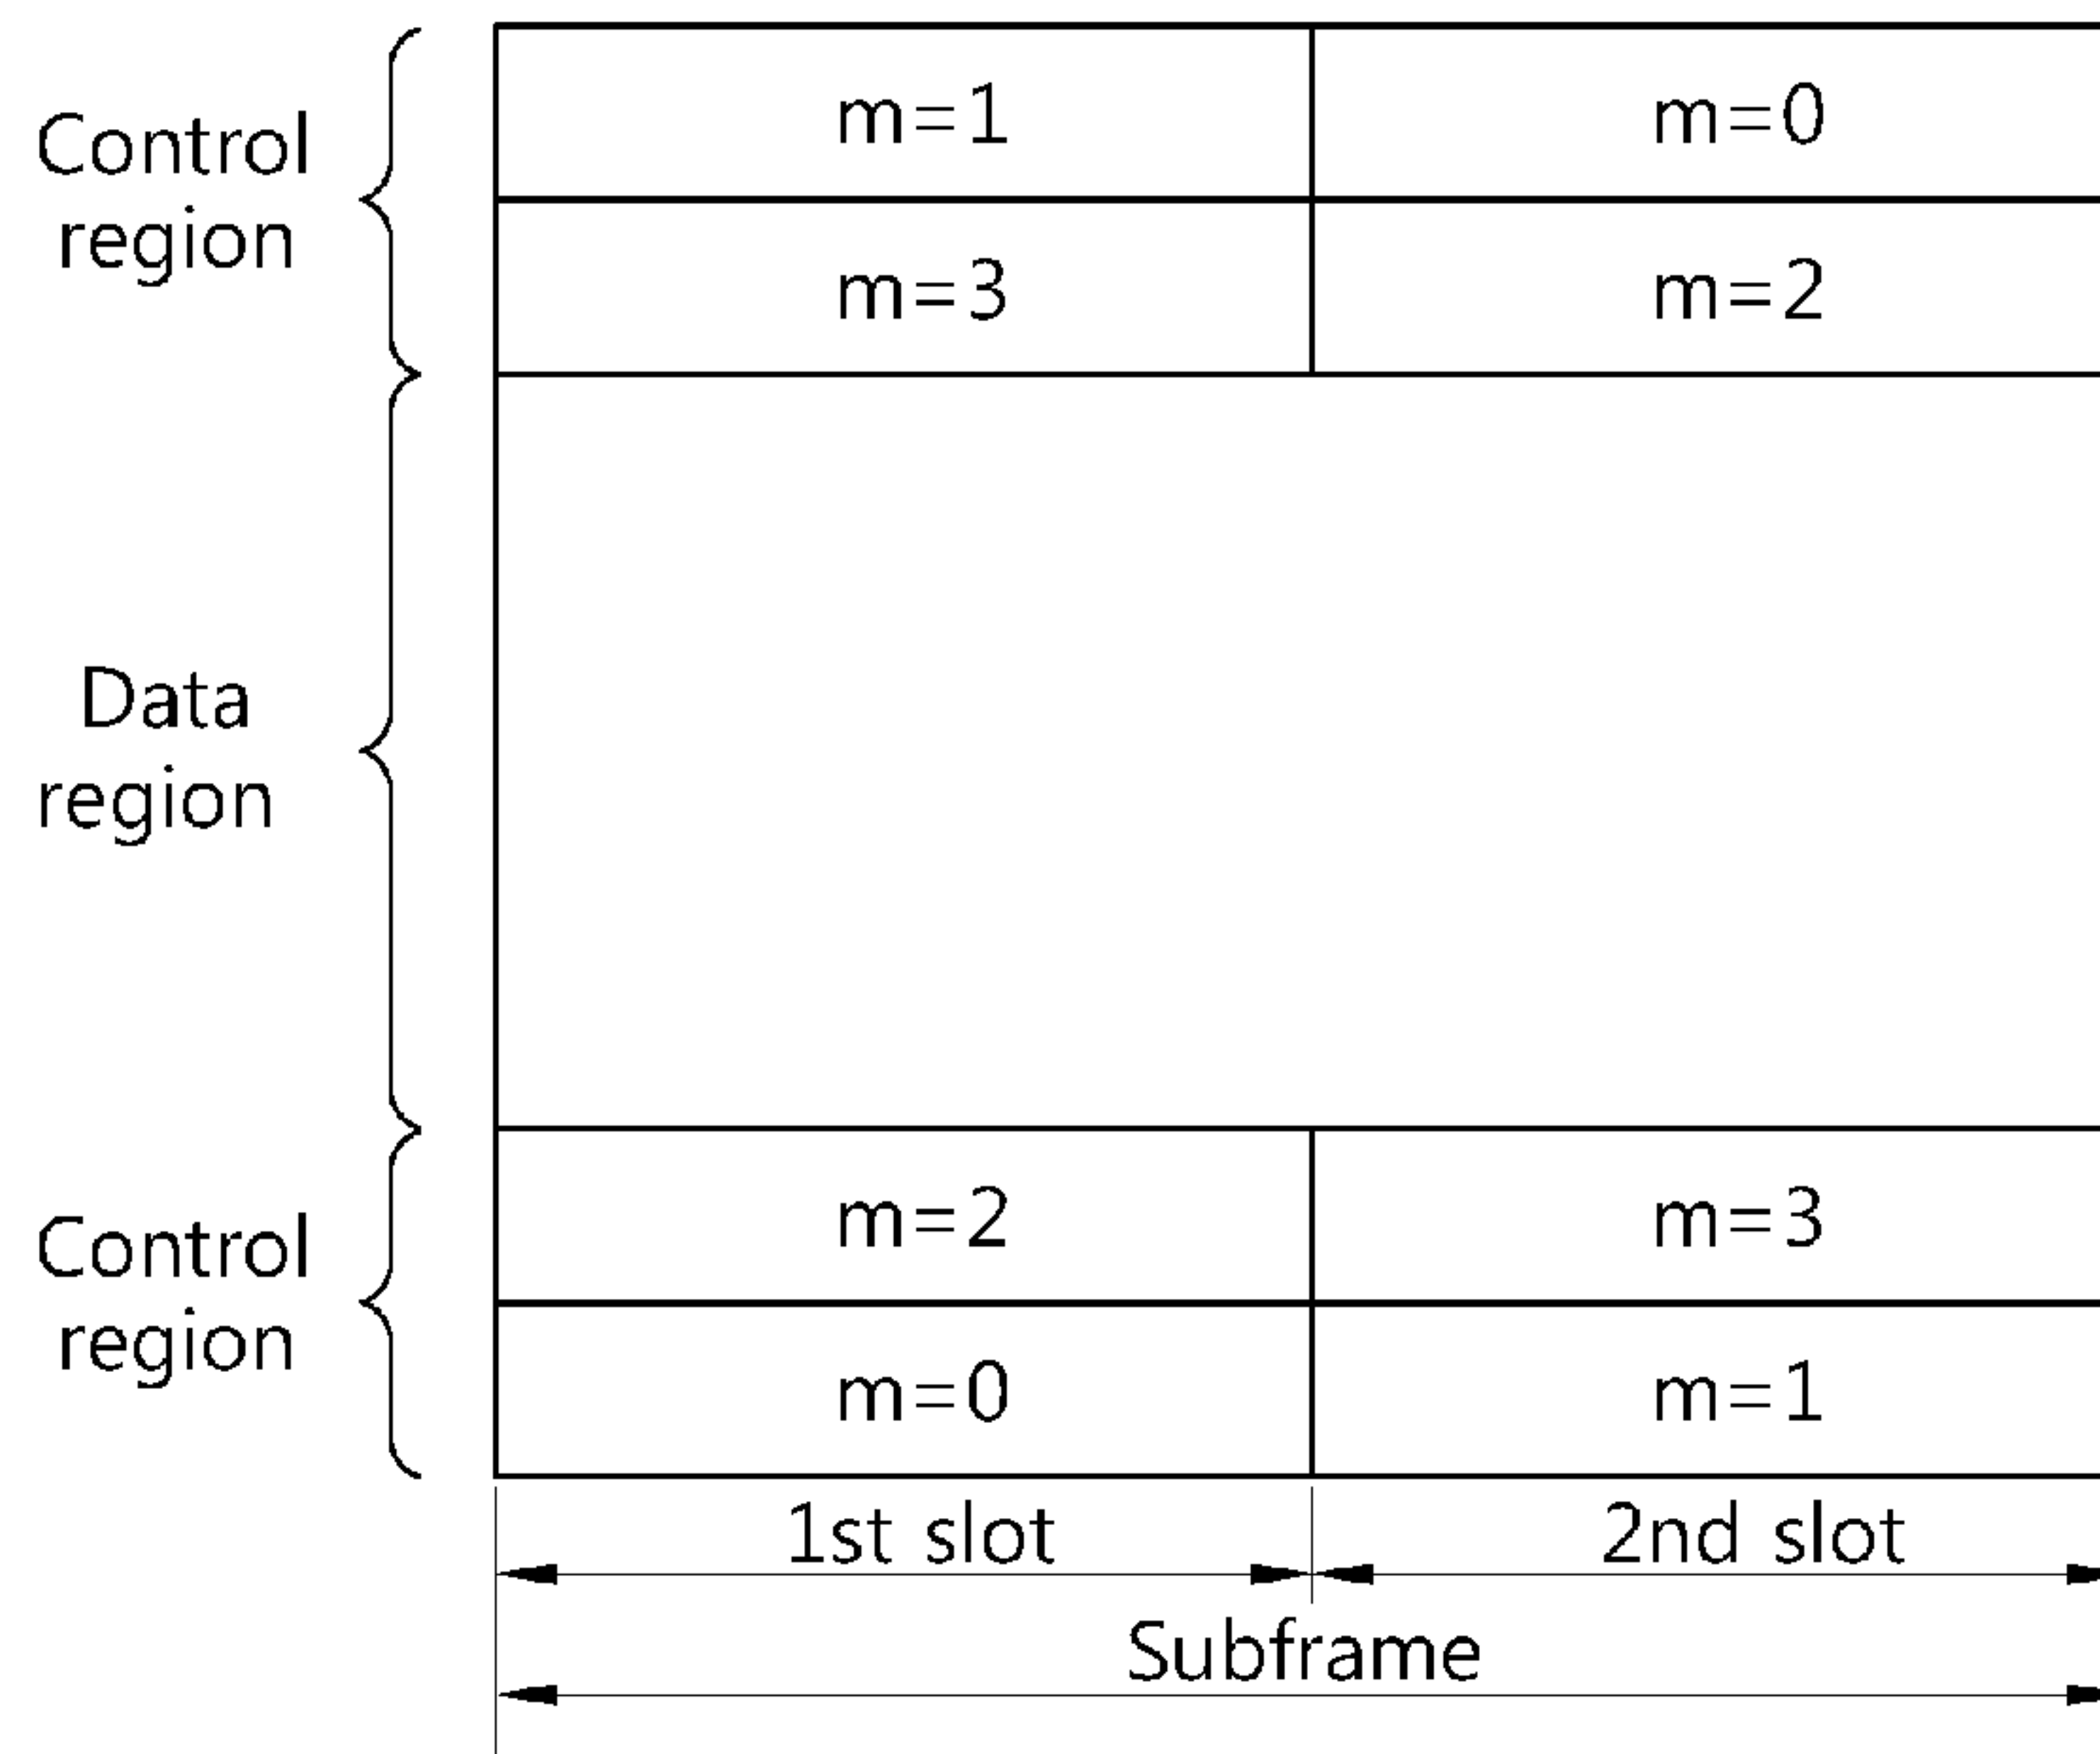 Control
region
m=1
m=0
m=3
m=2
Data
region
Control
region
m=2
m=3
m=0
m=1
1st slot
2nd slot
Subframe